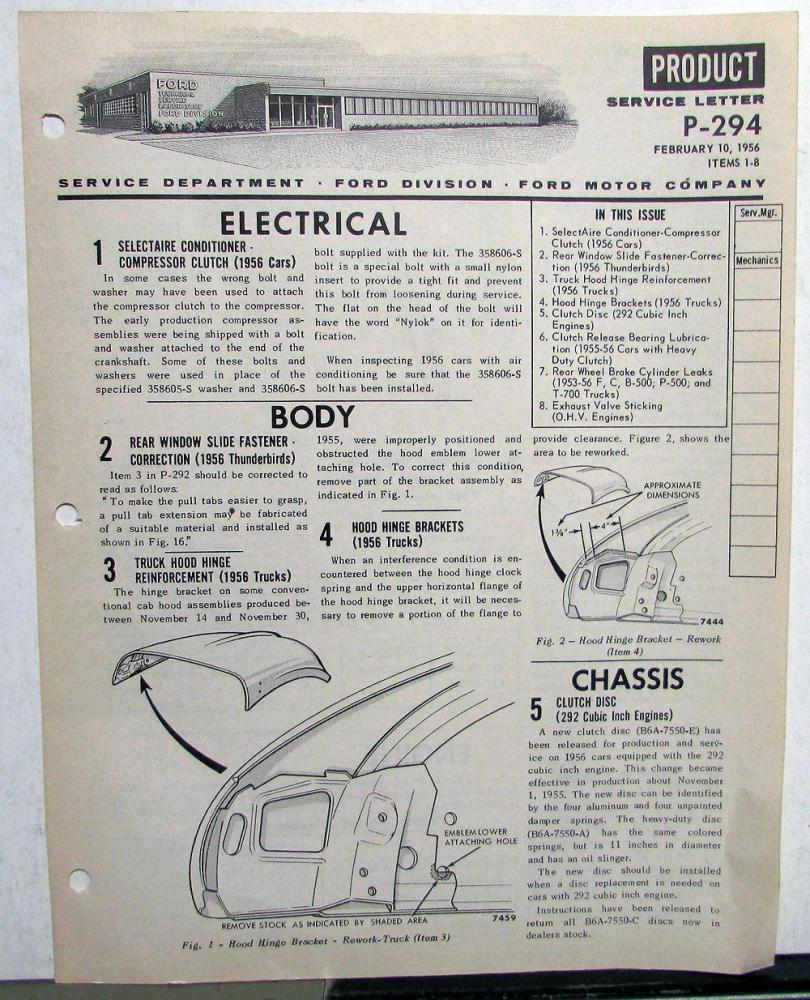 FORD
TECHNICAL
SERVICE
LABORATORY
FORD DIVISION
PRODUCT
SERVICE LETTER
P-294
FEBRUARY 10, 1956
ITEMS 1-8
SERVICE DEPARTMENT · FORD DIVISION · FORD MOTOR COMPANY
ELECTRICAL
1 SELECTAIRE CONDITIONER -
COMPRESSOR CLUTCH (1956 Cars)
In some cases the wrong bolt and
washer may have been used to attach
the compressor clutch to the compressor.
The early production compressor as-
semblies were being shipped with a bolt
and washer attached to the end of the
crankshaft. Some of these bolts and
washers were used in place of the
specified 358605-S washer and 358606-S
bolt supplied with the kit. The 358606-S
bolt is a special bolt with a small nylon
insert to provide a tight fit and prevent
this bolt from loosening during service.
The flat on the head of the bolt will
have the word "Nylok" on it for identi-
fication.
When inspecting 1956 cars with air
conditioning be sure that the 358606-S
bolt has been installed.
IN THIS ISSUE
1. SelectAire Conditioner-Compressor
Clutch (1956 Cars)
2. Rear Window Slide Fastener-Correc-
tion (1956 Thunderbirds)
3. Truck Hood Hinge Reinforcement
(1956 Trucks)
4. Hood Hinge Brackets (1956 Trucks)
5. Clutch Disc (292 Cubic Inch
Engines)
6. Clutch Release Bearing Lubrica-
tion (1955-56 Cars with Heavy
Duty Clutch)
7. Rear Wheel Brake Cylinder Leaks
(1953-56 F, C, B-500; P-500; and
T-700 Trucks)
8. Exhaust Valve Sticking
(O.H.V. Engines)
Serv.Mgr.
Mechanics
BODY
2 REAR WINDOW SLIDE FASTENER -
CORRECTION (1956 Thunderbirds)
Item 3 in P-292 should be corrected to
read as follows:
"To make the pull tabs easier to grasp,
a pull tab extension may be fabricated
of a suitable material and installed as
shown in Fig. 16."
3 TRUCK HOOD HINGE
REINFORCEMENT (1956 Trucks)
The hinge bracket on some conven-
tional cab hood assemblies produced be-
tween November 14 and November 30,
1955, were improperly positioned and
obstructed the hood emblem lower at-
taching hole. To correct this condition,
remove part of the bracket assembly as
indicated in Fig. 1.
4 HOOD HINGE BRACKETS
(1956 Trucks)
When an interference condition is en-
countered between the hood hinge clock
spring and the upper horizontal flange of
the hood hinge bracket, it will be neces-
sary to remove a portion of the flange to
provide clearance. Figure 2, shows the
area to be reworked.
APPROXIMATE
DIMENSIONS
1¾"
4"
7444
Fig. 2 - Hood Hinge Bracket - Rework
(Item 4)
EMBLEM LOWER
ATTACHING HOLE
REMOVE STOCK AS INDICATED BY SHADED AREA
7459
Fig. 1 - Hood Hinge Bracket - Rework-Truck (Item 3)
CHASSIS
5 CLUTCH DISC
(292 Cubic Inch Engines)
A new clutch disc (B6A-7550-E) has
been released for production and serv-
ice on 1956 cars equipped with the 292
cubic inch engine. This change became
effective in production about November
1, 1955. The new disc can be identified
by the four aluminum and four unpainted
damper springs. The heavy-duty disc
(B6A-7550-A) has the same colored
springs, but is 11 inches in diameter
and has an oil slinger.
The new disc should be installed
when a disc replacement is needed on
cars with 292 cubic inch engine.
Instructions have been released to
return all B6A-7550-C discs now in
dealers stock.